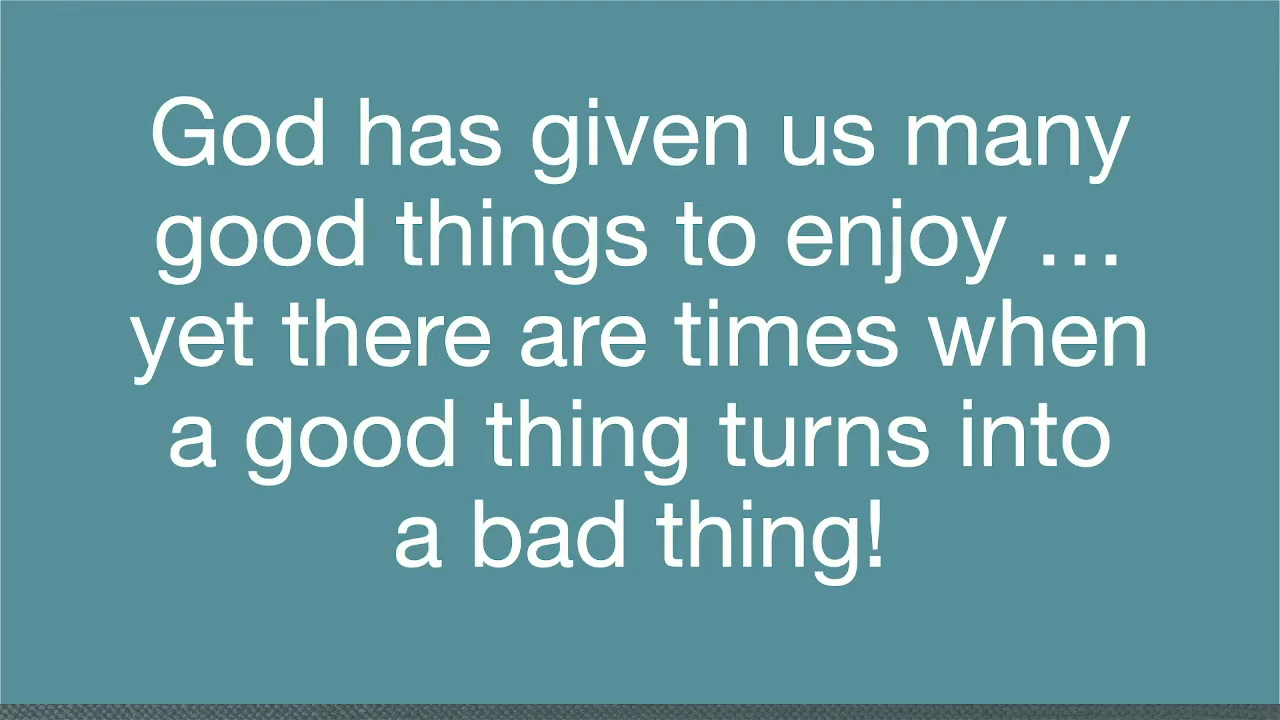 God has given us many
good things to enjoy …
yet there are times when
a good thing turns into
a bad thing!